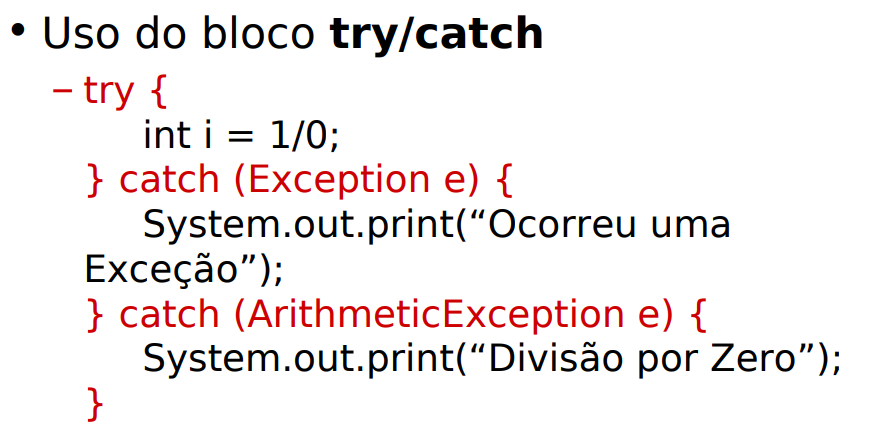 • Uso do bloco try/catch
– try {
int i = 1/0;
} catch (Exception e) {
System.out.print(“Ocorreu uma
Exceção”);
} catch (ArithmeticException e) {
System.out.print(“Divisão por Zero”);
}